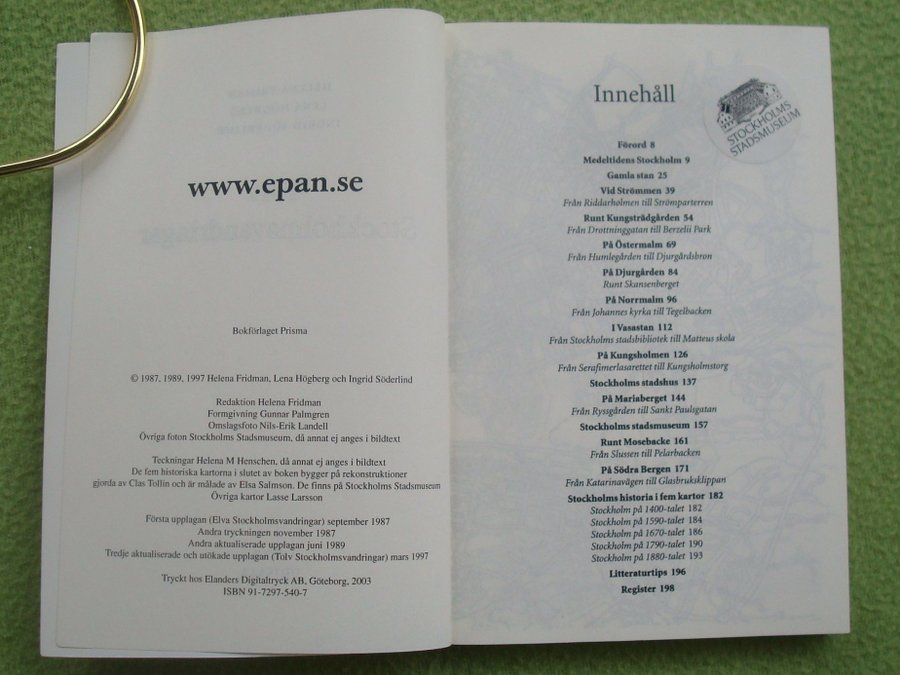 www.epan.se
Bokförlaget Prisma
© 1987, 1989, 1997 Helena Fridman, Lena Högberg och Ingrid Söderlind
Redaktion Helena Fridman
Formgivning Gunnar Palmgren
Omslagsfoto Nils-Erik Landell
Övriga foton Stockholms Stadsmuseum, då annat ej anges i bildtext
Teckningar Helena M Henschen, då annat ej anges i bildtext
De fem historiska kartorna i slutet av boken bygger på rekonstruktioner
gjorda av Clas Tollin och är målade av Elsa Salmson. De finns på Stockholms Stadsmuseum
Övriga kartor Lasse Larsson
Första upplagan (Elva Stockholmsvandringar) september 1987
Andra tryckningen november 1987
Andra aktualiserade upplagan juni 1989
Tredje aktualiserade och utökade upplagan (Tolv Stockholmsvandringar) mars 1997
Tryckt hos Elanders Digitaltryck AB, Göteborg, 2003
ISBN 91-7297-540-7
Innehåll
STOCKHOLMS
STADSMUSEUM
Förord 8
Medeltidens Stockholm 9
Gamla stan 25
Vid Strömmen 39
Från Riddarholmen till Strömparterren
Runt Kungsträdgården 54
Från Drottninggatan till Berzelii Park
På Östermalm 69
Från Humlegården till Djurgårdsbron
På Djurgården 84
Runt Skansenberget
På Norrmalm 96
Från Johannes kyrka till Tegelbacken
I Vasastan 112
Från Stockholms stadsbibliotek till Matteus skola
På Kungsholmen 126
Från Serafimerlasarettet till Kungsholmstorg
Stockholms stadshus 137
På Mariaberget 144
Från Ryssgården till Sankt Paulsgatan
Stockholms stadsmuseum 157
Runt Mosebacke 161
Från Slussen till Pelarbacken
På Södra Bergen 171
Från Katarinavägen till Glasbruksklippan
Stockholms historia i fem kartor 182
Stockholm på 1400-talet 182
Stockholm på 1590-talet 184
Stockholm på 1670-talet 186
Stockholm på 1790-talet 190
Stockholm på 1880-talet 193
Litteraturtips 196
Register 198